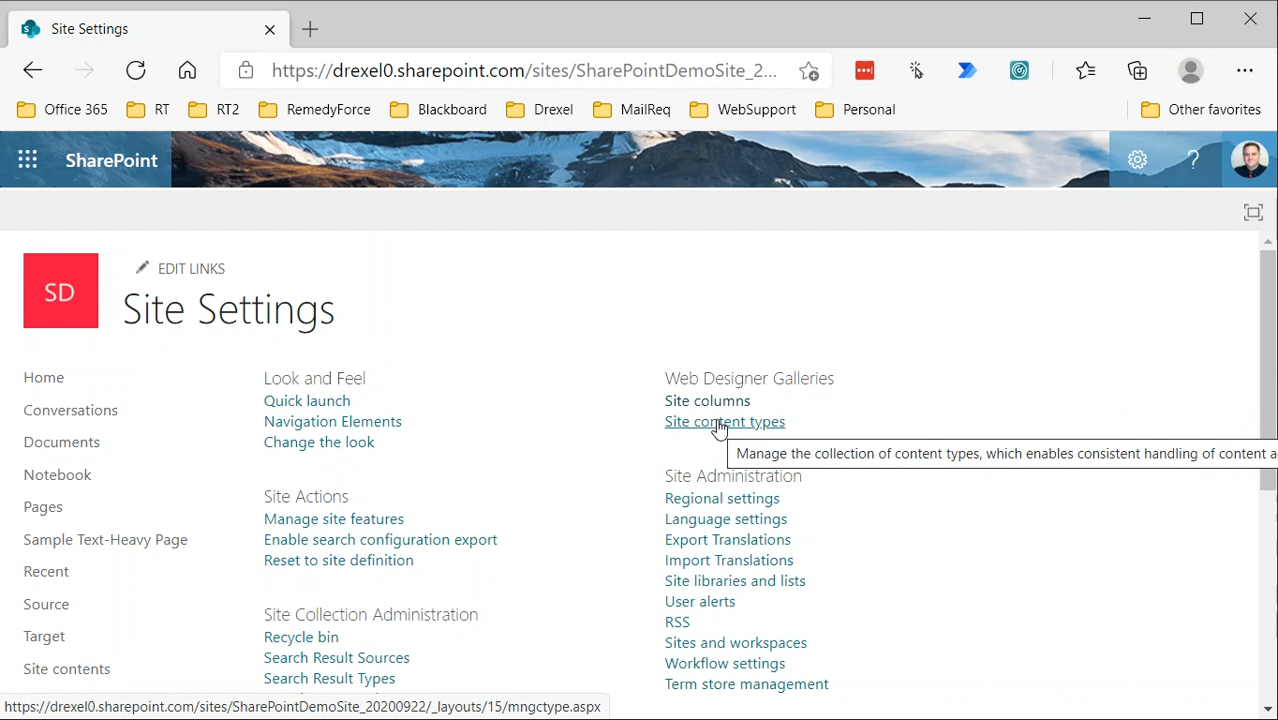 Site Settings
https://drexel0.sharepoint.com/sites/SharePointDemoSite_2...
Office 365 RT RT2 RemedyForce Blackboard Drexel MailReq WebSupport Personal Other favorites
SharePoint ?
SD
EDIT LINKS
Site Settings
Home
Conversations
Documents
Notebook
Pages
Sample Text-Heavy Page
Recent
Source
Target
Site contents
Look and Feel
Quick launch
Navigation Elements
Change the look
Site Actions
Manage site features
Enable search configuration export
Reset to site definition
Site Collection Administration
Recycle bin
Search Result Sources
Search Result Types
Web Designer Galleries
Site columns
Site content types
Manage the collection of content types, which enables consistent handling of content a
Site Administration
Regional settings
Language settings
Export Translations
Import Translations
Site libraries and lists
User alerts
RSS
Sites and workspaces
Workflow settings
Term store management
https://drexel0.sharepoint.com/sites/SharePointDemoSite_20200922/_layouts/15/mngctype.aspx